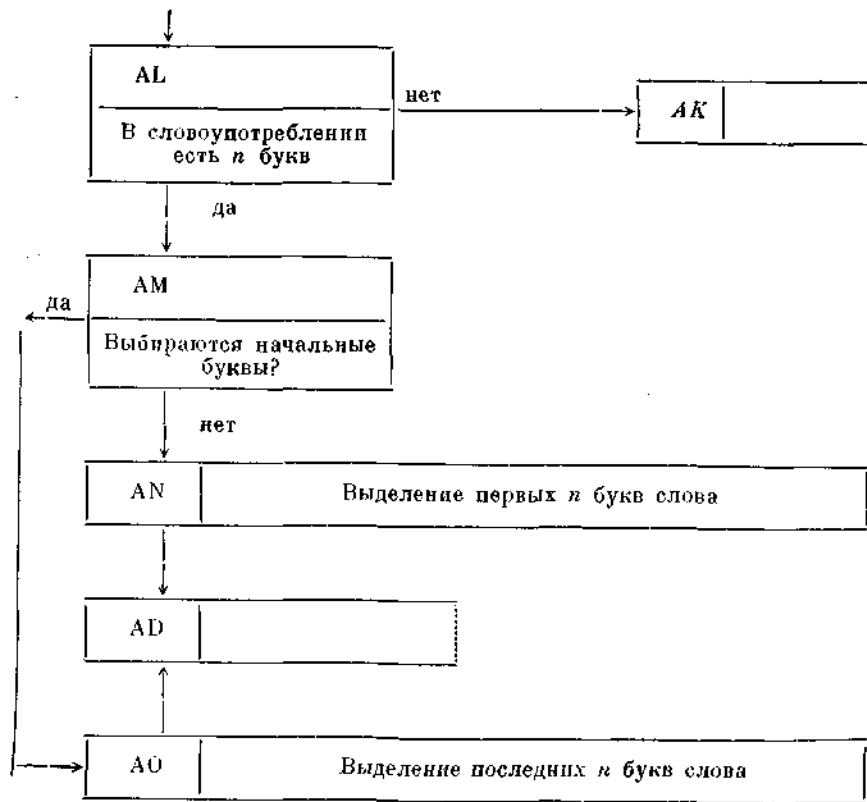 AL
нет
AK
В словоупотреблении
есть n букв
да
AM
да
Выбираются начальные
буквы?
нет
AN
Выделение первых n букв слова
AD
AO
Выделение последних n букв слова